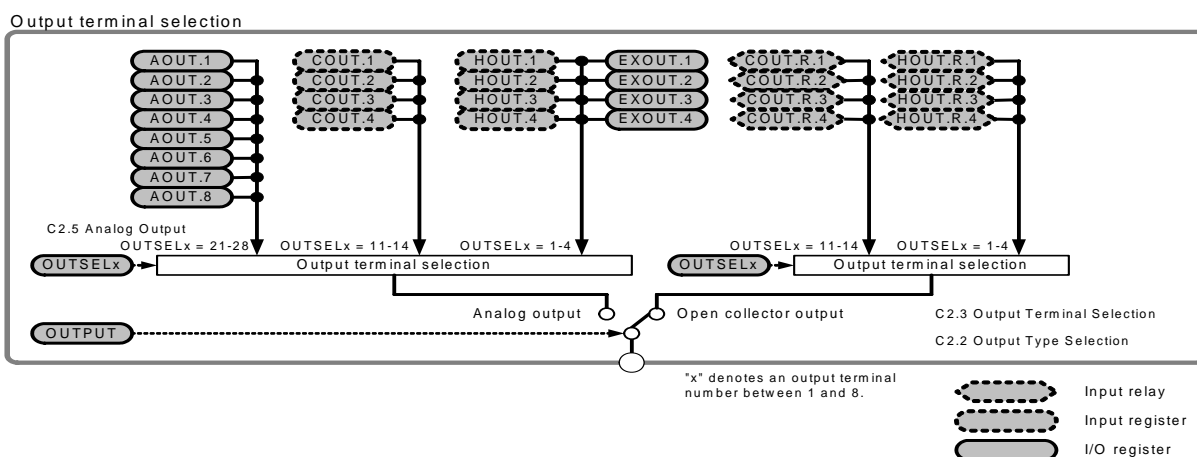 Output terminal selection
AOUT.1 COUT.1 HOUT.1 EXOUT.1 COUT.R.1 HOUT.R.1
AOUT.2 COUT.2 HOUT.2 EXOUT.2 COUT.R.2 HOUT.R.2
AOUT.3 COUT.3 HOUT.3 EXOUT.3 COUT.R.3 HOUT.R.3
AOUT.4 COUT.4 HOUT.4 EXOUT.4 COUT.R.4 HOUT.R.4
AOUT.5
AOUT.6
AOUT.7
AOUT.8
C2.5 Analog Output
OUTSELx = 21-28 OUTSELx = 11-14 OUTSELx = 1-4 OUTSELx = 11-14 OUTSELx = 1-4
OUTSELx Output terminal selection OUTSELx Output terminal selection
Analog output Open collector output C2.3 Output Terminal Selection
OUTPUT C2.2 Output Type Selection
"x" denotes an output terminal
number between 1 and 8.
Input relay
Input register
I/O register